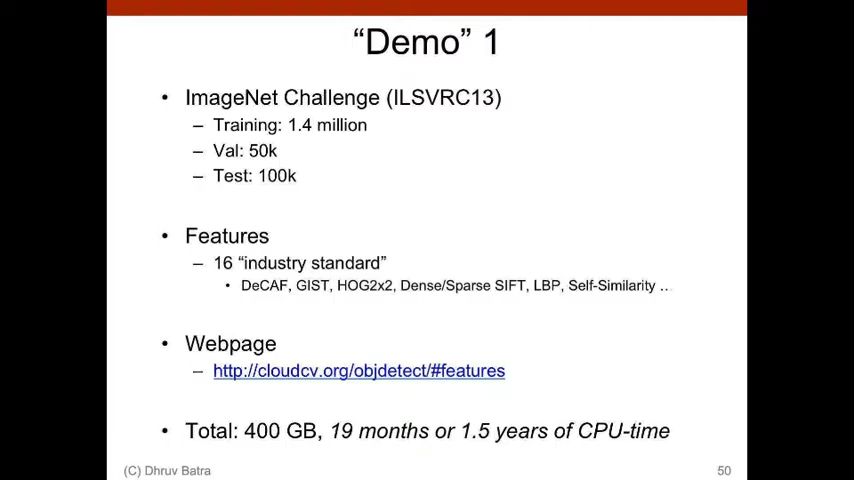 “Demo” 1
• ImageNet Challenge (ILSVRC13)
– Training: 1.4 million
– Val: 50k
– Test: 100k
• Features
– 16 “industry standard”
• DeCAF, GIST, HOG2x2, Dense/Sparse SIFT, LBP, Self-Similarity ...
• Webpage
– http://cloudcv.org/objdetect/#features
• Total: 400 GB, 19 months or 1.5 years of CPU-time
(C) Dhruv Batra
50